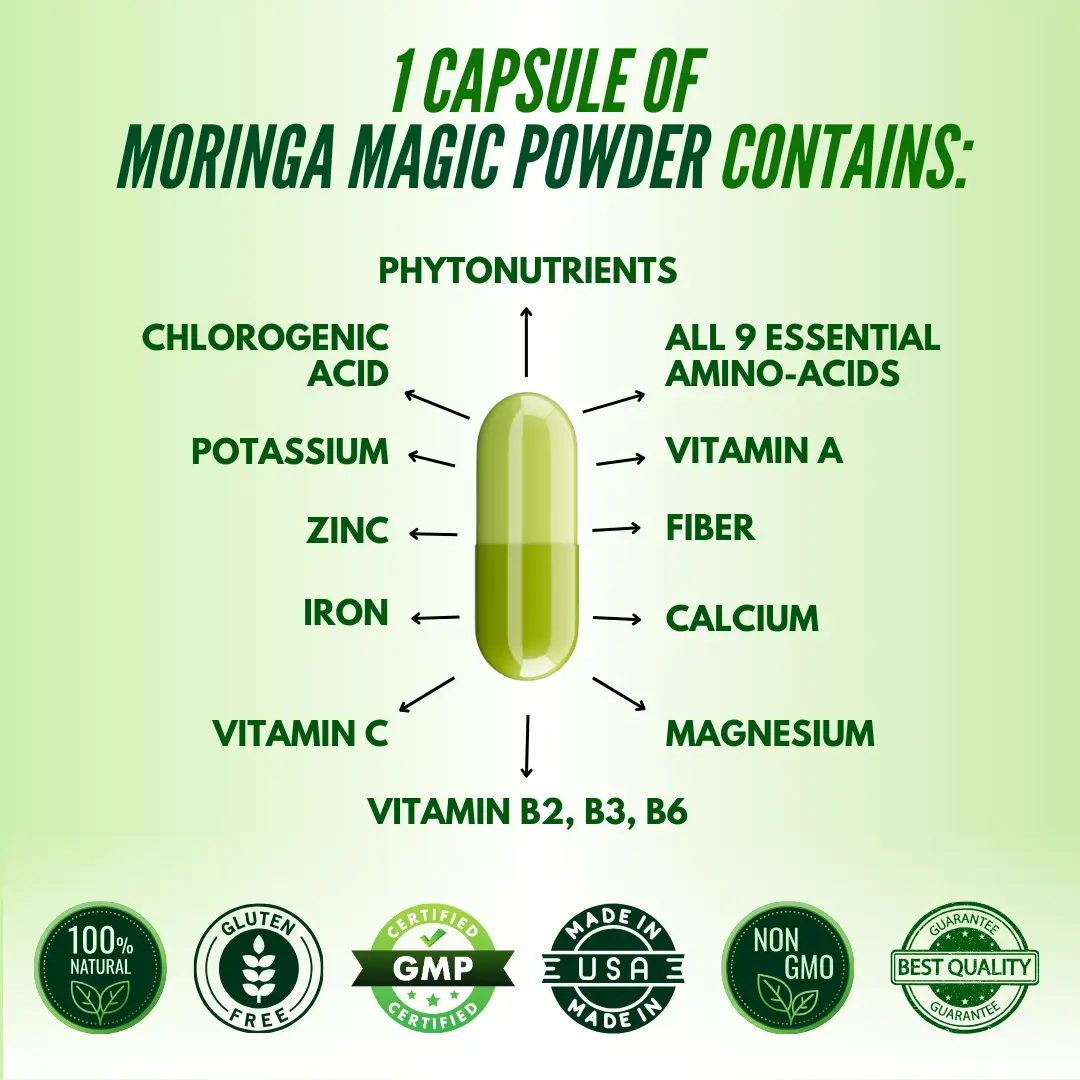 1 CAPSULE OF
MORINGA MAGIC POWDER CONTAINS:
PHYTONUTRIENTS
CHLOROGENIC
ACID
ALL 9 ESSENTIAL
AMINO-ACIDS
POTASSIUM
VITAMIN A
ZINC
FIBER
IRON
CALCIUM
VITAMIN C
MAGNESIUM
VITAMIN B2, B3, B6
100%
NATURAL
GLUTEN
FREE
CERTIFIED
GMP
CERTIFIED
MADE IN
USA
MADE IN
NON
GMO
GUARANTEE
BEST QUALITY
GUARANTEE